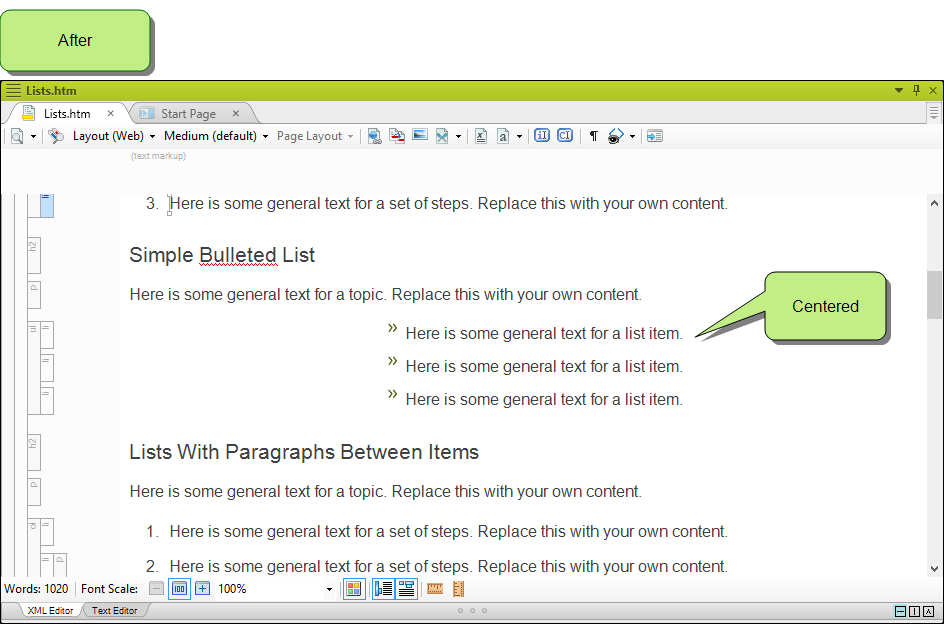 After
Lists.htm
Lists.htm × Start Page ×
Layout (Web) Medium (default) Page Layout
(text markup)
3. Here is some general text for a set of steps. Replace this with your own content.
h2
Simple Bulleted List
p
Here is some general text for a topic. Replace this with your own content.
Centered
ul li
» Here is some general text for a list item.
li
» Here is some general text for a list item.
li
» Here is some general text for a list item.
h2
Lists With Paragraphs Between Items
p
Here is some general text for a topic. Replace this with your own content.
ol li
1. Here is some general text for a set of steps. Replace this with your own content.
li p
2. Here is some general text for a set of steps. Replace this with your own content.
Words: 1020 Font Scale: 100 100%
XML Editor Text Editor